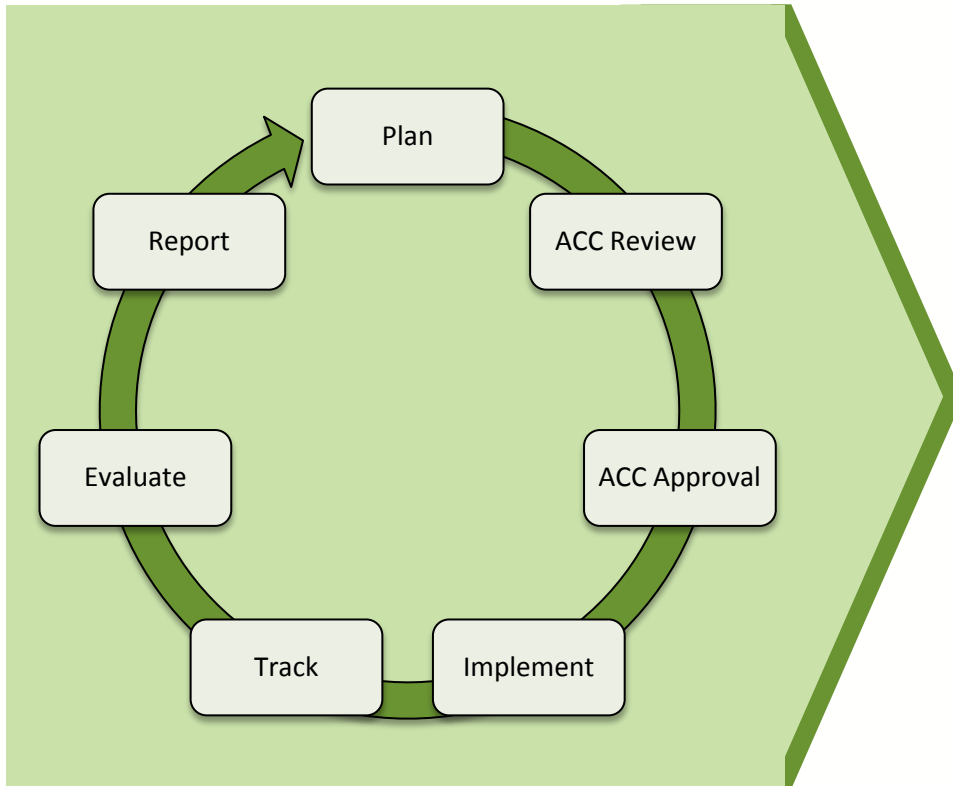 Plan
ACC Review
ACC Approval
Implement
Track
Evaluate
Report